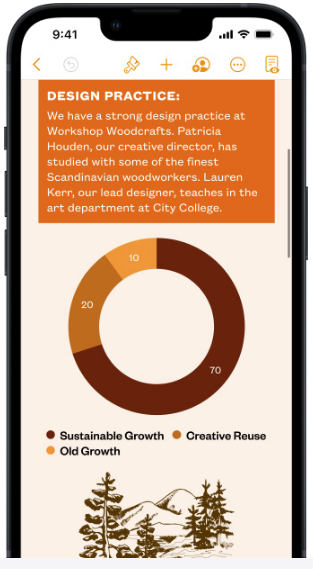 9:41
DESIGN PRACTICE:
We have a strong design practice at
Workshop Woodcrafts. Patricia
Houden, our creative director, has
studied with some of the finest
Scandinavian woodworkers. Lauren
Kerr, our lead designer, teaches in the
art department at City College.
10
20
70
Sustainable Growth Creative Reuse
Old Growth